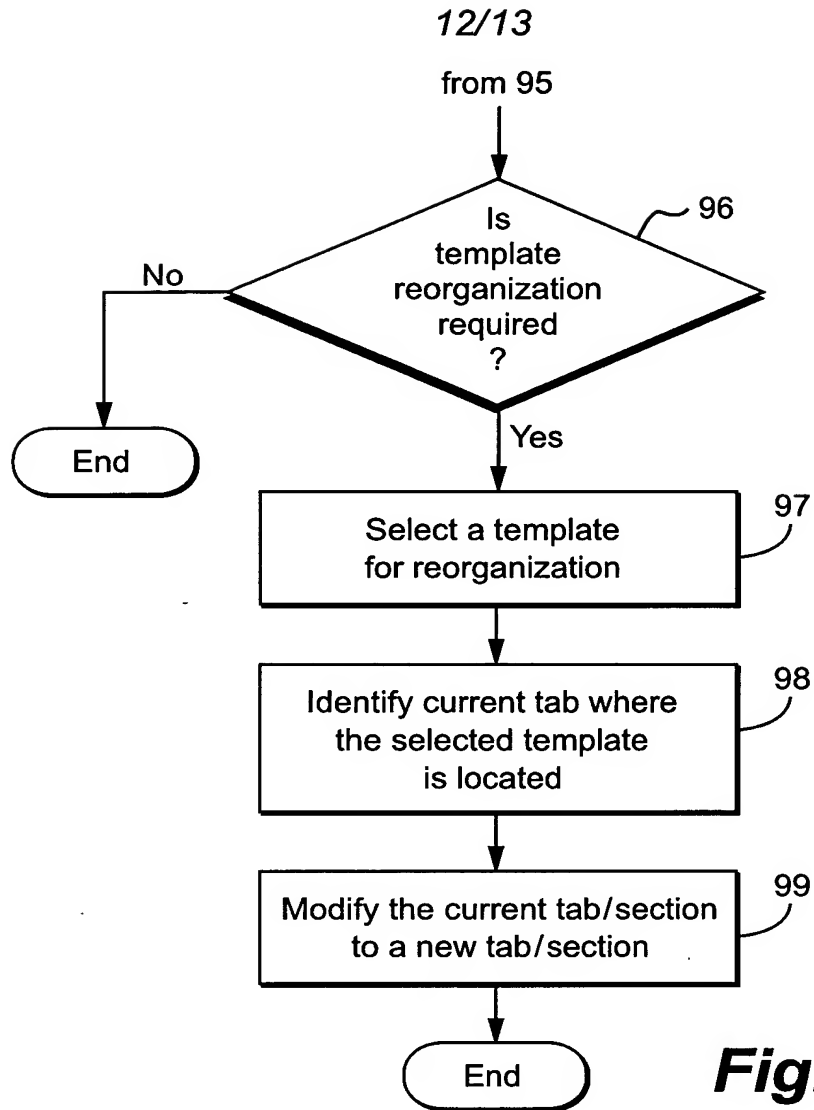 12/13
from 95
Is
template
reorganization
required
?
96
No
End
Yes
Select a template
for reorganization
97
Identify current tab where
the selected template
is located
98
Modify the current tab/section
to a new tab/section
99
End
Fig.